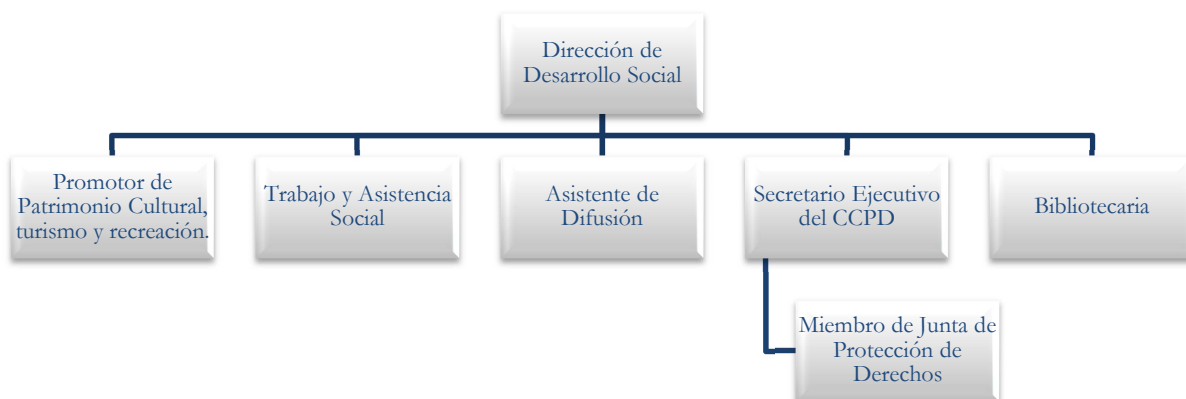 Dirección de
Desarrollo Social
Promotor de
Patrimonio Cultural,
turismo y recreación.
Trabajo y Asistencia
Social
Asistente de
Difusión
Secretario Ejecutivo
del CCPD
Bibliotecaria
Miembro de Junta de
Protección de
Derechos